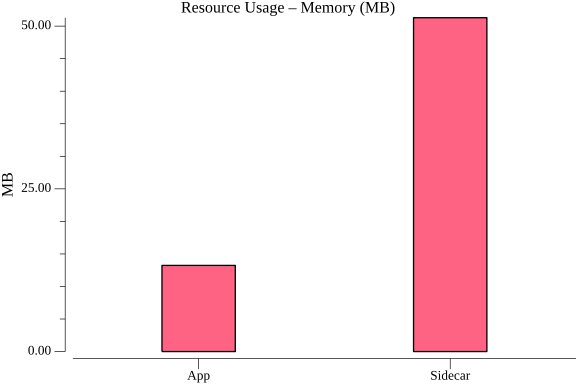 Resource Usage – Memory (MB)
50.00
25.00
0.00
MB
App
Sidecar